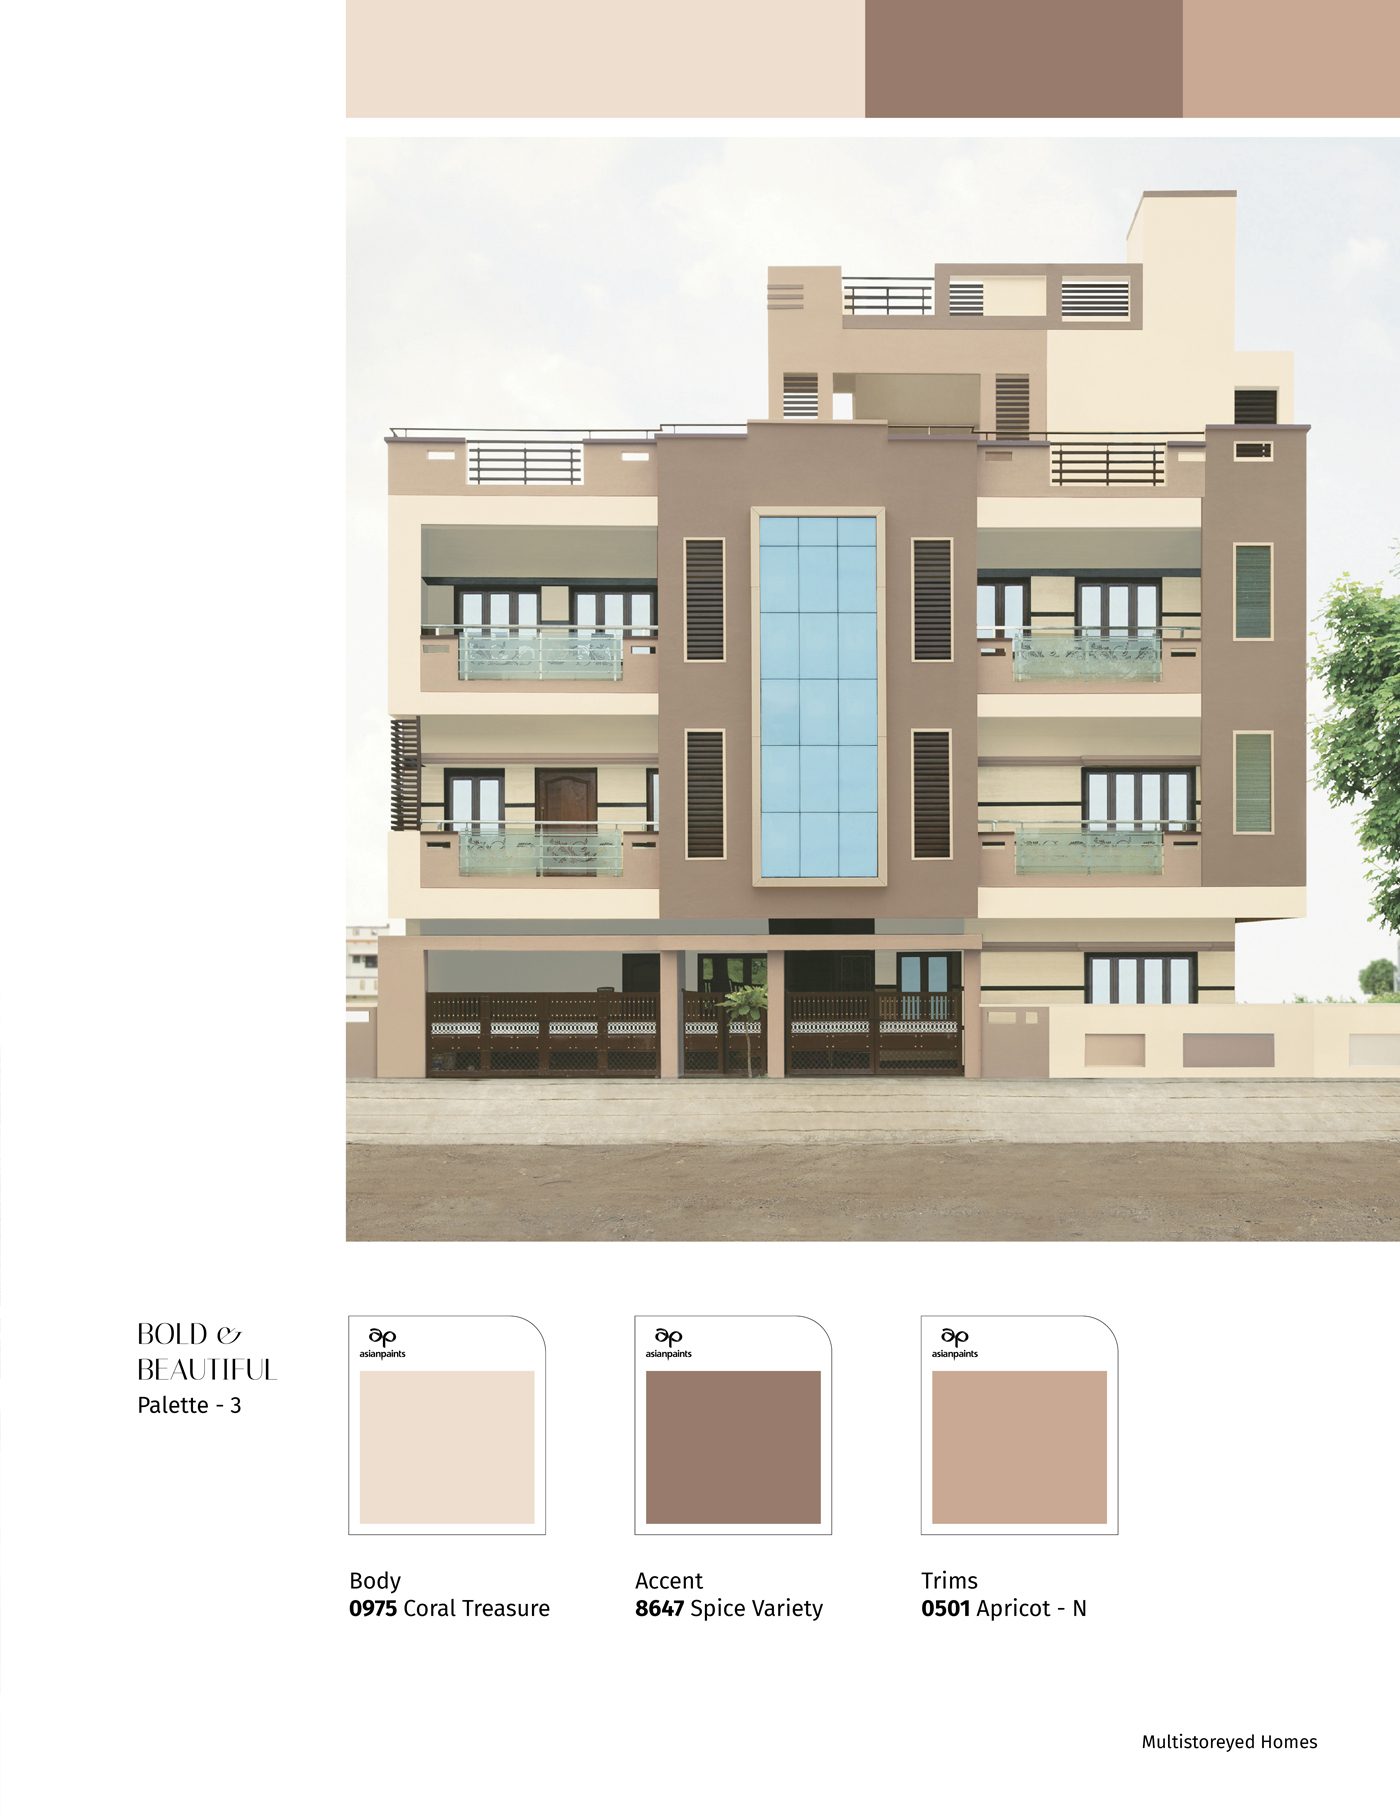 BOLD &
BEAUTIFUL
Palette - 3
ap
asianpaints
ap
asianpaints
ap
asianpaints
Body
0975 Coral Treasure
Accent
8647 Spice Variety
Trims
0501 Apricot - N
Multistoreyed Homes